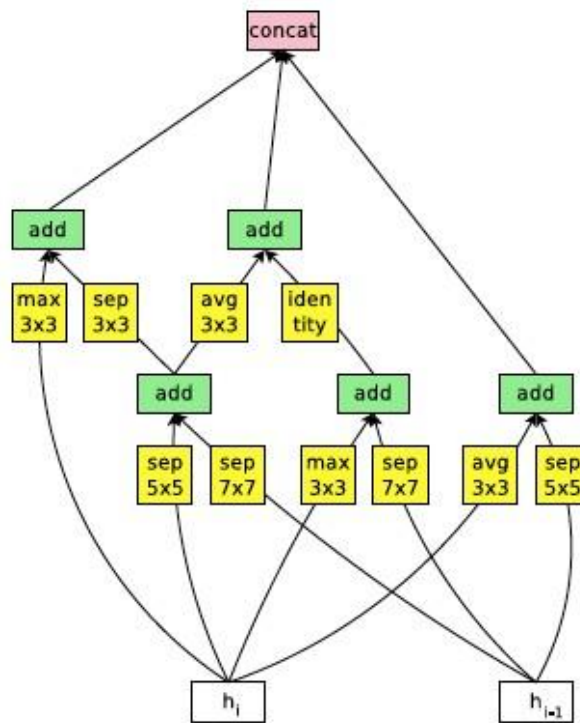 concat
add
add
max
3x3
sep
3x3
avg
3x3
iden
tity
add
add
add
sep
5x5
sep
7x7
max
3x3
sep
7x7
avg
3x3
sep
5x5
hi
hi-1